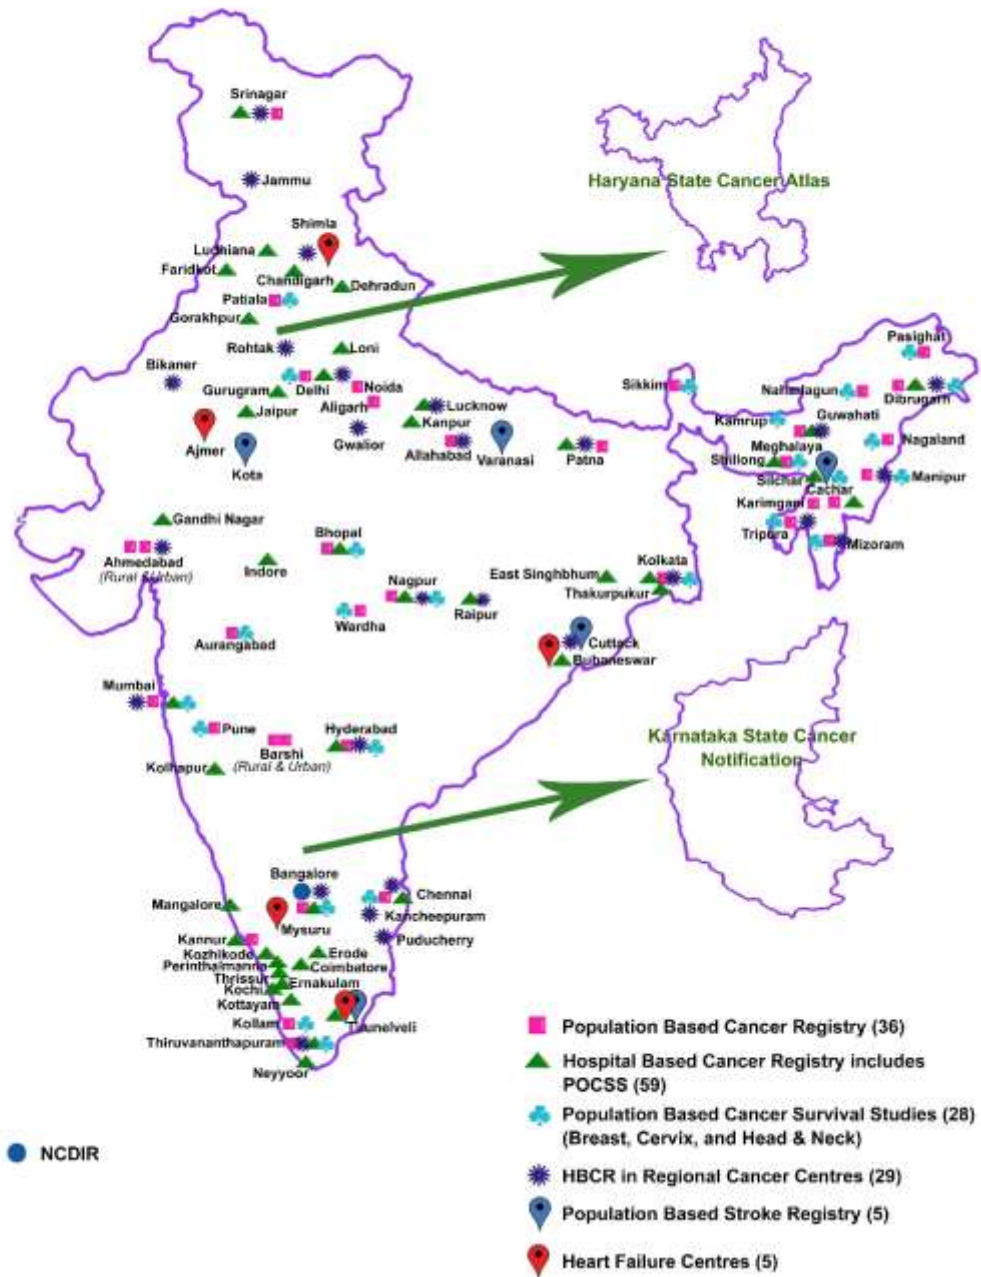 Srinagar
Jammu
Shimla
Ludhiana
Faridkot
Chandigarh
Dehradun
Patiala
Gorakhpur
Rohtak
Loni
Bikaner
Gurugram
Delhi
Noida
Jaipur
Aligarh
Lucknow
Kanpur
Ajmer
Kota
Gwalior
Allahabad
Varanasi
Patna
Haryana State Cancer Atlas
Pasighat
Sikkim
Naharlagun
Dibrugarh
Kamrup
Guwahati
Meghalaya
Nagaland
Shillong
Silchar
Cachar
Manipur
Karimganj
Tripura
Mizoram
Gandhi Nagar
Ahmedabad
(Rural & Urban)
Bhopal
Indore
East Singhbhum
Kolkata
Thakurpukur
Nagpur
Raipur
Wardha
Aurangabad
Cuttack
Bubaneswar
Mumbai
Pune
Barshi
(Rural & Urban)
Hyderabad
Kolhapur
Karnataka State Cancer
Notification
Bangalore
Mangalore
Mysuru
Chennai
Kancheepuram
Puducherry
Kannur
Kozhikode
Perinthalmanna
Thrissur
Kochi
Erode
Coimbatore
Ernakulam
Kottayam
Kollam
Tirunelveli
Thiruvananthapuram
Neyyoor
Population Based Cancer Registry (36)
Hospital Based Cancer Registry includes
POCSS (59)
Population Based Cancer Survival Studies (28)
(Breast, Cervix, and Head & Neck)
NCDIR
HBCR in Regional Cancer Centres (29)
Population Based Stroke Registry (5)
Heart Failure Centres (5)